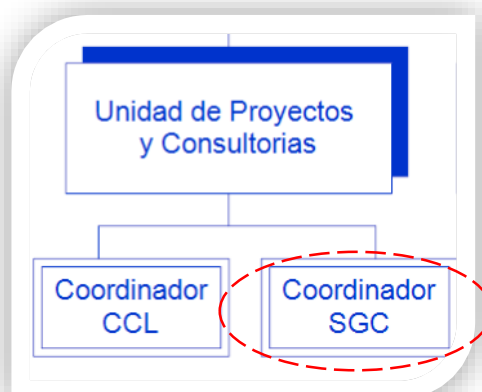 Unidad de Proyectos
y Consultorias
Coordinador
CCL
Coordinador
SGC